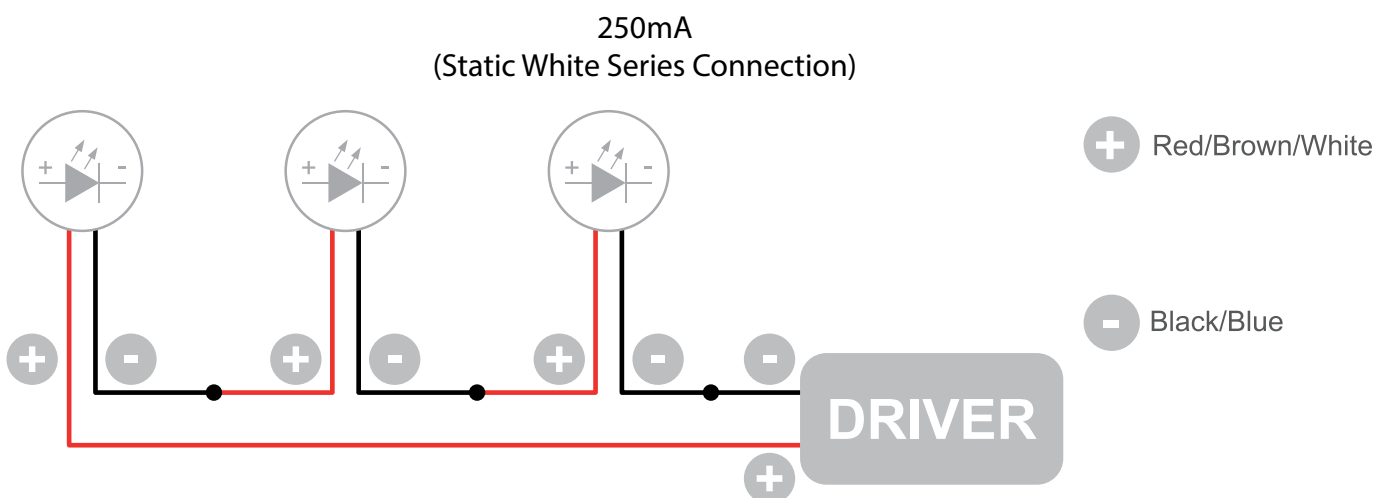 250mA
(Static White Series Connection)
+ -
+ -
+ -
+ Red/Brown/White
- Black/Blue
+ - + - + - -
DRIVER
+